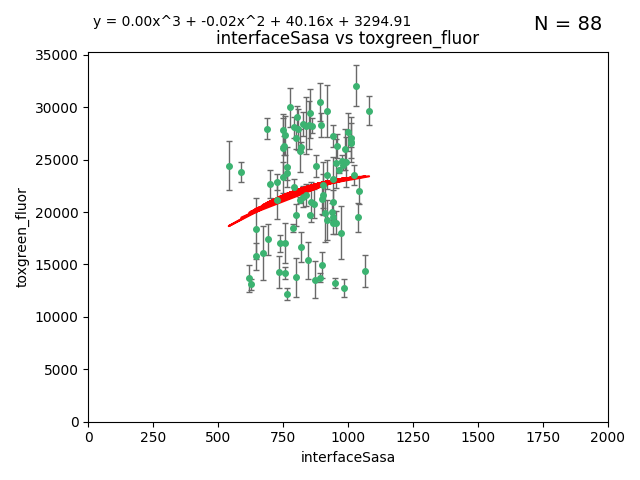 y = 0.00x^3 + -0.02x^2 + 40.16x + 3294.91
N = 88
interfaceSasa vs toxgreen_fluor
35000
30000
25000
20000
15000
10000
5000
0
toxgreen_fluor
0 250 500 750 1000 1250 1500 1750 2000
interfaceSasa